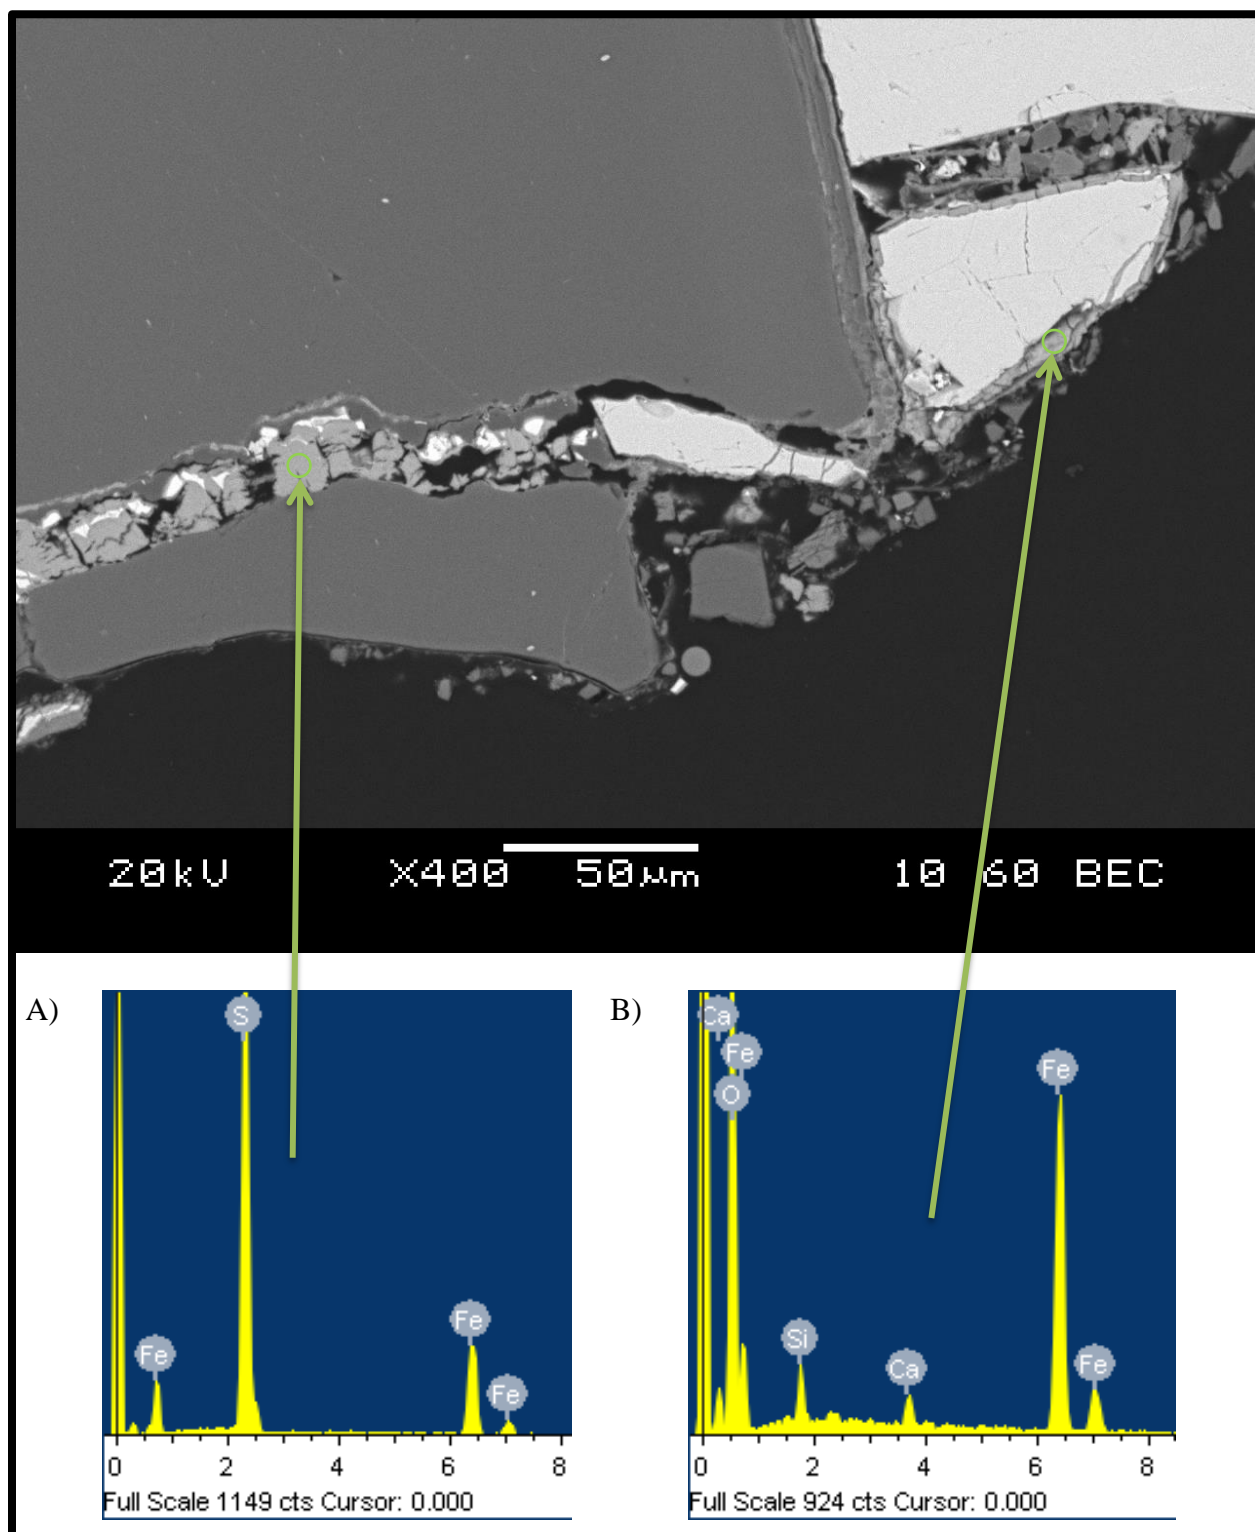 20kU X400 50µm 10 60 BEC
A)
S
Fe
Fe
Fe
0 2 4 6 8
Full Scale 1149 cts Cursor: 0.000
B)
Ca
Fe
O
Fe
Si
Ca
Fe
0 2 4 6 8
Full Scale 924 cts Cursor: 0.000